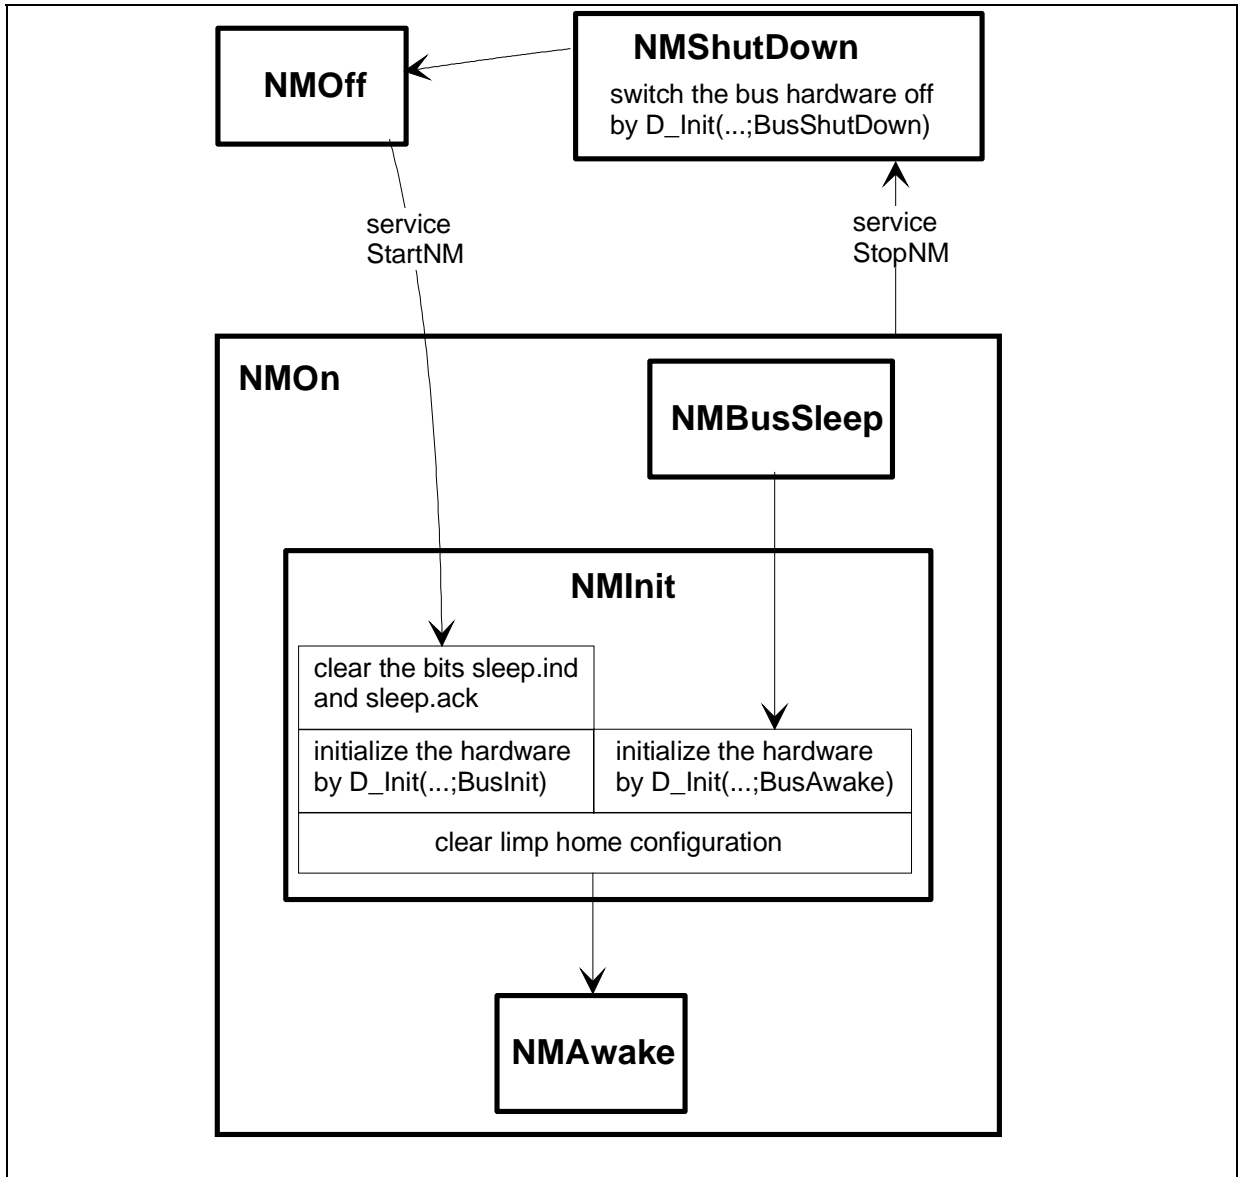 NMOff
NMShutDown
switch the bus hardware off
by D_Init(...;BusShutDown)
service
StartNM
service
StopNM
NMOn
NMBusSleep
NMInit
clear the bits sleep.ind
and sleep.ack
initialize the hardware
by D_Init(...;BusInit)
initialize the hardware
by D_Init(...;BusAwake)
clear limp home configuration
NMAwake